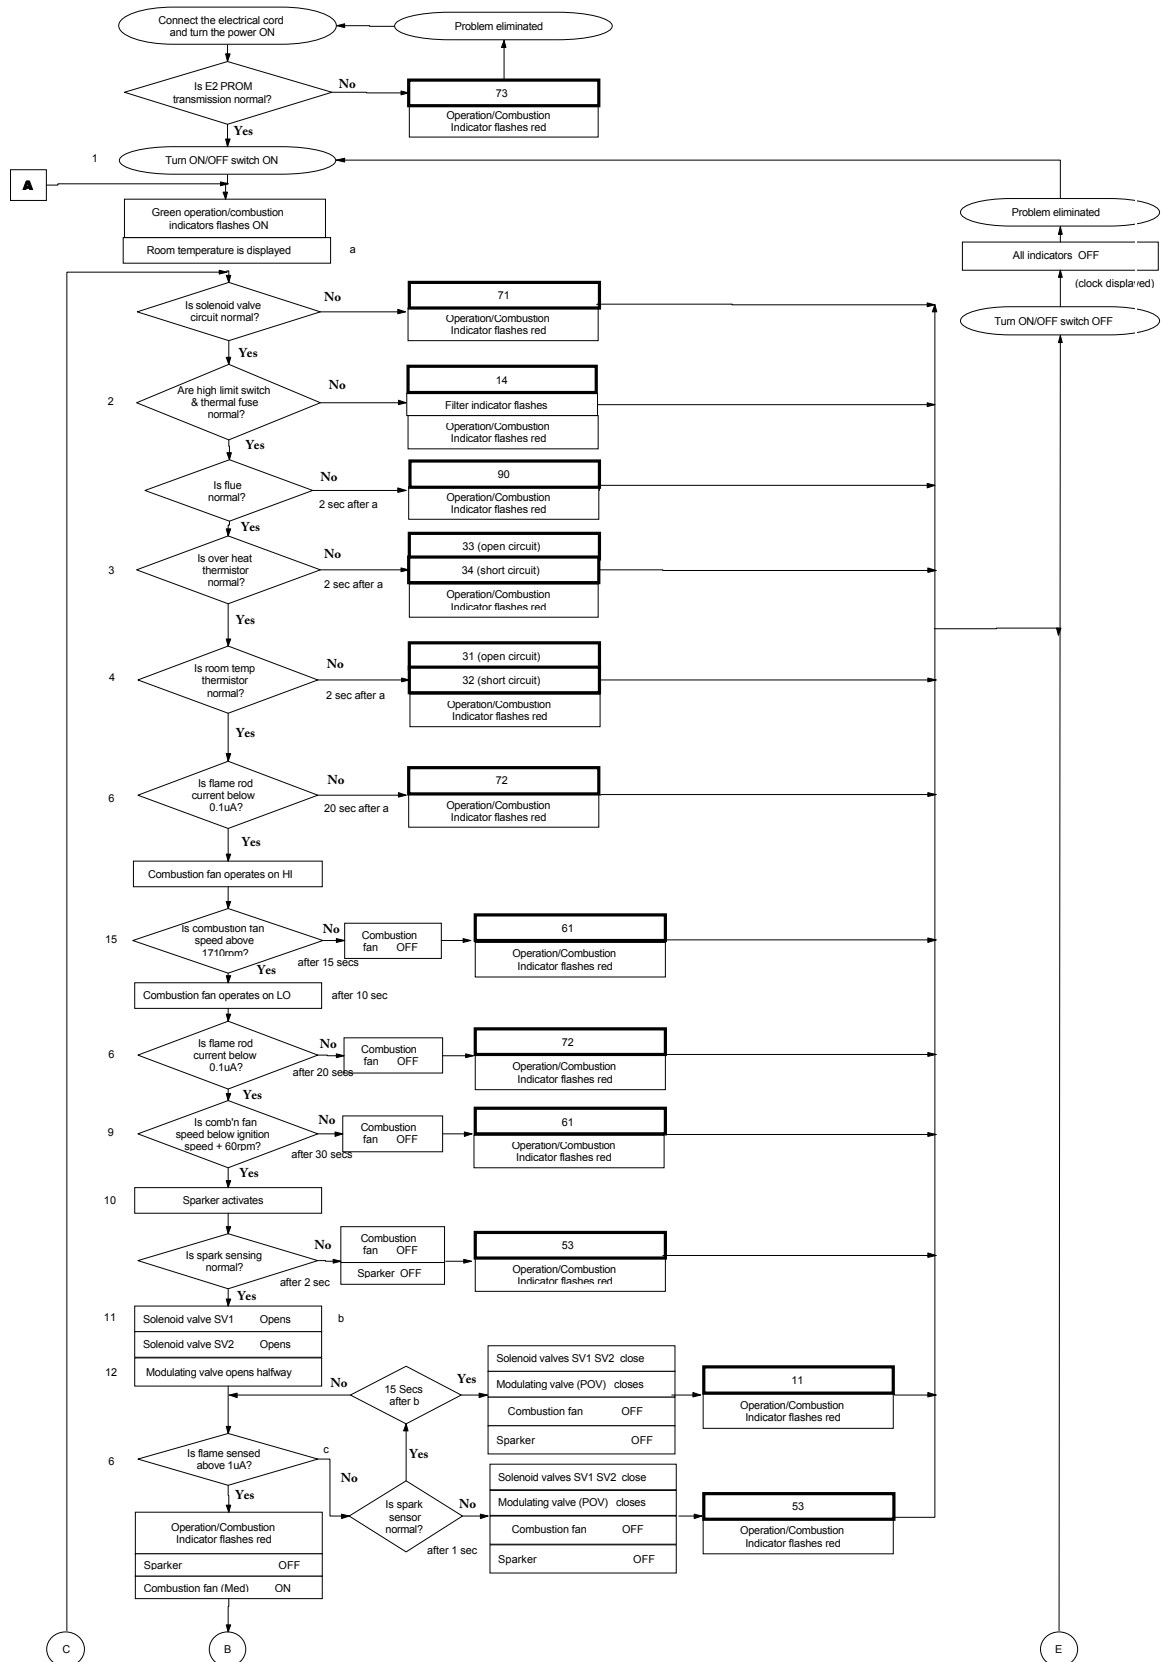 Connect the electrical cord
and turn the power ON
Problem eliminated
Is E2 PROM
transmission normal?
No
73
Operation/Combustion
Indicator flashes red
Yes
1
Turn ON/OFF switch ON
A
Green operation/combustion
indicators flashes ON
Room temperature is displayed
a
Problem eliminated
All indicators OFF
(clock displayed)
Turn ON/OFF switch OFF
Is solenoid valve
circuit normal?
No
71
Operation/Combustion
Indicator flashes red
Yes
2
Are high limit switch
& thermal fuse
normal?
No
14
Filter indicator flashes
Operation/Combustion
Indicator flashes red
Yes
Is flue
normal?
No
2 sec after a
90
Operation/Combustion
Indicator flashes red
Yes
3
Is over heat
thermistor
normal?
No
2 sec after a
33 (open circuit)
34 (short circuit)
Operation/Combustion
Indicator flashes red
Yes
4
Is room temp
thermistor
normal?
No
2 sec after a
31 (open circuit)
32 (short circuit)
Operation/Combustion
Indicator flashes red
Yes
6
Is flame rod
current below
0.1uA?
No
20 sec after a
72
Operation/Combustion
Indicator flashes red
Yes
Combustion fan operates on HI
15
Is combustion fan
speed above
1710rpm?
No
after 15 secs
Combustion
fan OFF
61
Operation/Combustion
Indicator flashes red
Yes
Combustion fan operates on LO
after 10 sec
6
Is flame rod
current below
0.1uA?
No
after 20 secs
Combustion
fan OFF
72
Operation/Combustion
Indicator flashes red
Yes
9
Is comb'n fan
speed below ignition
speed + 60rpm?
No
after 30 secs
Combustion
fan OFF
61
Operation/Combustion
Indicator flashes red
Yes
10
Sparker activates
Is spark sensing
normal?
No
after 2 sec
Combustion
fan OFF
Sparker OFF
53
Operation/Combustion
Indicator flashes red
Yes
11
Solenoid valve SV1 Opens
b
Solenoid valve SV2 Opens
12
Modulating valve opens halfway
No
15 Secs
after b
Yes
Solenoid valves SV1 SV2 close
Modulating valve (POV) closes
Combustion fan OFF
Sparker OFF
11
Operation/Combustion
Indicator flashes red
6
Is flame sensed
above 1uA?
c
No
Yes
Is spark
sensor
normal?
No
after 1 sec
Solenoid valves SV1 SV2 close
Modulating valve (POV) closes
Combustion fan OFF
Sparker OFF
53
Operation/Combustion
Indicator flashes red
Yes
Operation/Combustion
Indicator flashes red
Sparker OFF
Combustion fan (Med) ON
C
B
E